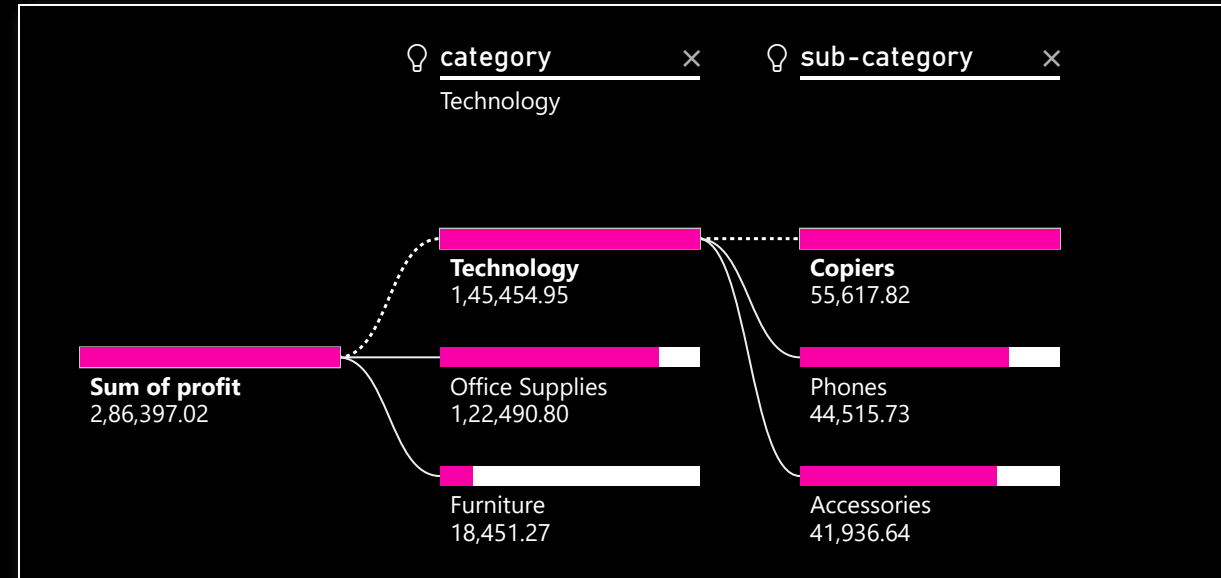 category
sub-category
Technology
Technology
1,45,454.95
Copiers
55,617.82
Sum of profit
2,86,397.02
Office Supplies
1,22,490.80
Phones
44,515.73
Furniture
18,451.27
Accessories
41,936.64